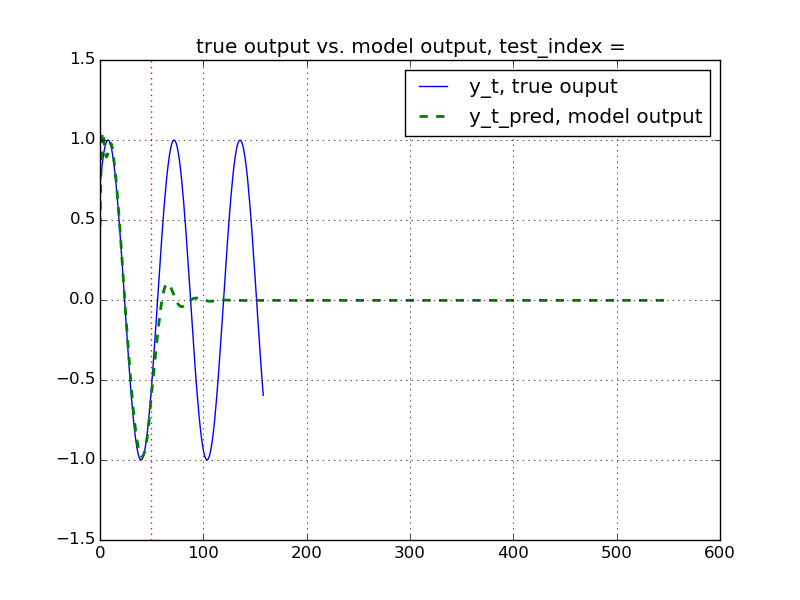 true output vs. model output, test_index =
y_t, true ouput
y_t_pred, model output
1.5
1.0
0.5
0.0
−0.5
−1.0
−1.5
0 100 200 300 400 500 600